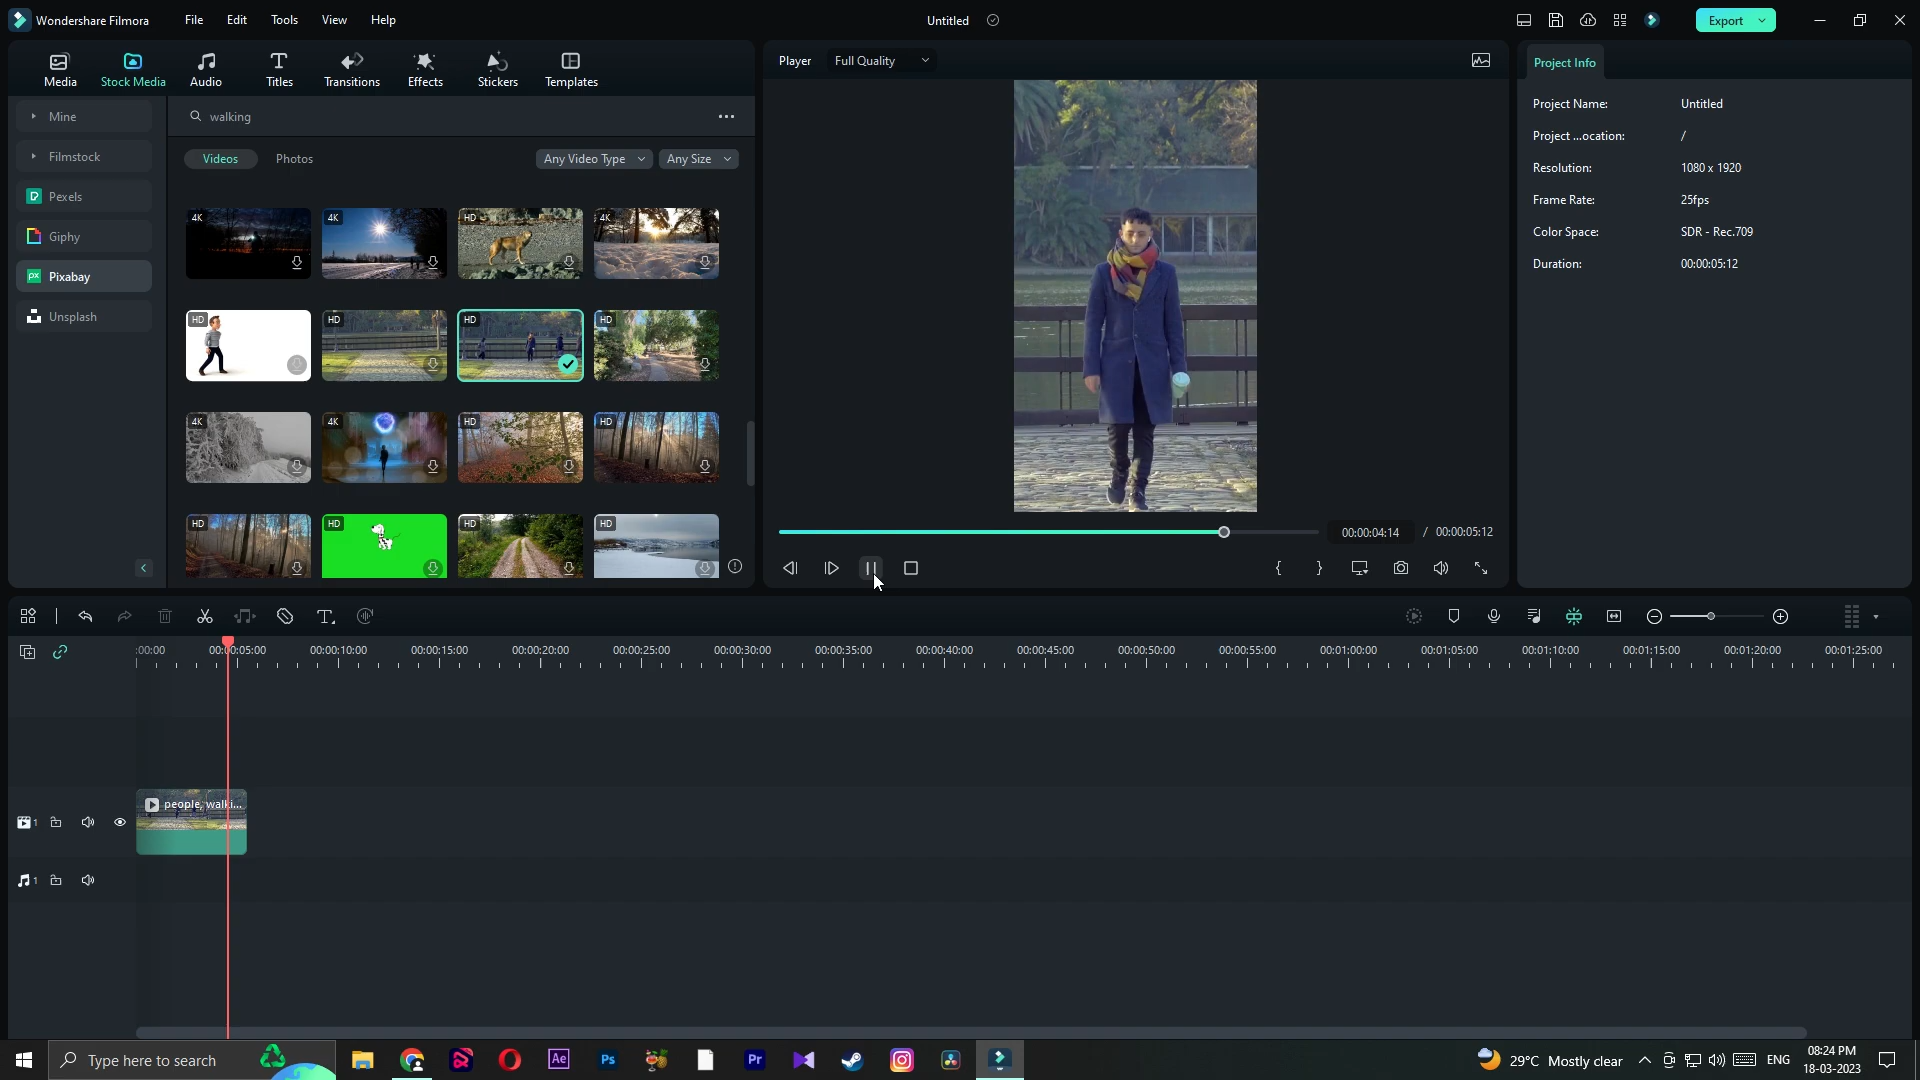 Wondershare Filmora File Edit Tools View Help Untitled Export
Media Stock Media Audio Titles Transitions Effects Stickers Templates
Player Full Quality
Project Info
Mine
Filmstock
Pexels
Giphy
Pixabay
Unsplash
walking
Videos Photos Any Video Type Any Size
4K 4K HD 4K
HD HD HD HD
4K 4K HD HD
HD HD HD HD
00:00:04:14 / 00:00:05:12
Project Name: Untitled
Project ...ocation: /
Resolution: 1080 x 1920
Frame Rate: 25fps
Color Space: SDR - Rec.709
Duration: 00:00:05:12
:00:00 00:00:05:00 00:00:10:00 00:00:15:00 00:00:20:00 00:00:25:00 00:00:30:00 00:00:35:00 00:00:40:00 00:00:45:00 00:00:50:00 00:00:55:00 00:01:00:00 00:01:05:00 00:01:10:00 00:01:15:00 00:01:20:00 00:01:25:00
people, walki...
1
1
Type here to search Ae Ps Pr 29°C Mostly clear ENG 08:24 PM
18-03-2023